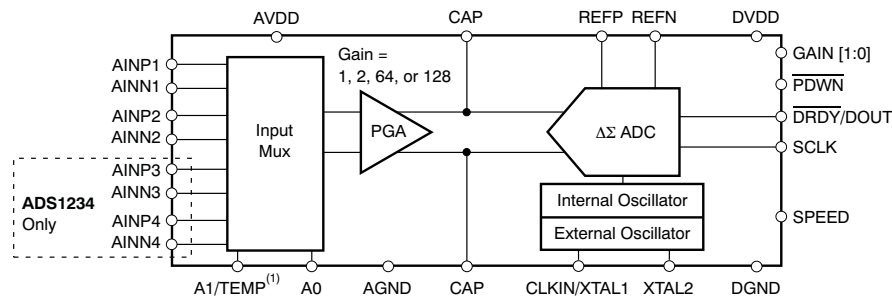 AVDD
CAP
REFP
REFN
DVDD
Gain =
1, 2, 64, or 128
AINP1
AINN1
AINP2
AINN2
AINP3
AINN3
AINP4
AINN4
ADS1234
Only
Input
Mux
PGA
ΔΣ ADC
Internal Oscillator
External Oscillator
GAIN [1:0]
PDWN
DRDY/DOUT
SCLK
SPEED
A1/TEMP(1)
A0
AGND
CAP
CLKIN/XTAL1
XTAL2
DGND